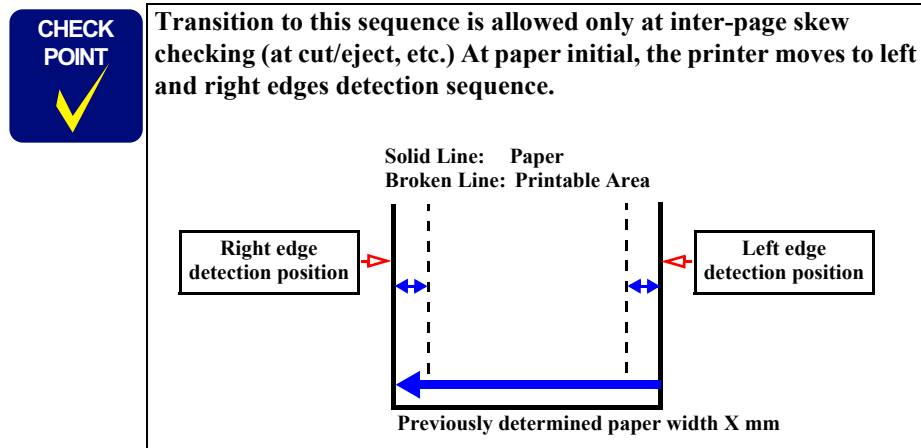 CHECK
POINT
Transition to this sequence is allowed only at inter-page skew
checking (at cut/eject, etc.) At paper initial, the printer moves to left
and right edges detection sequence.
Solid Line: Paper
Broken Line: Printable Area
Right edge
detection position
Left edge
detection position
Previously determined paper width X mm